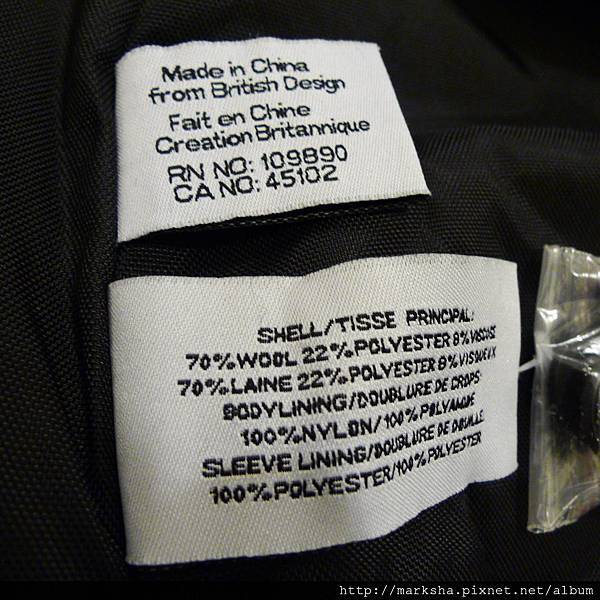 Made in China
from British Design
Fait en Chine
Creation Britannique
RN NO: 109890
CA NO: 45102
SHELL/TISSE PRINCIPAL:
70%WOOL 22%POLYESTER 8%VISCOSE
70%LAINE 22%POLYESTER 8%VISQUEUX
BODYLINING/DOUBLURE DE CROPS:
100%NYLON/100%POLYAMIDE
SLEEVE LINING/DOUBLURE DE DOUILLE:
100%POLYESTER/100%POLYESTER
http://marksha.pixnet.net/album